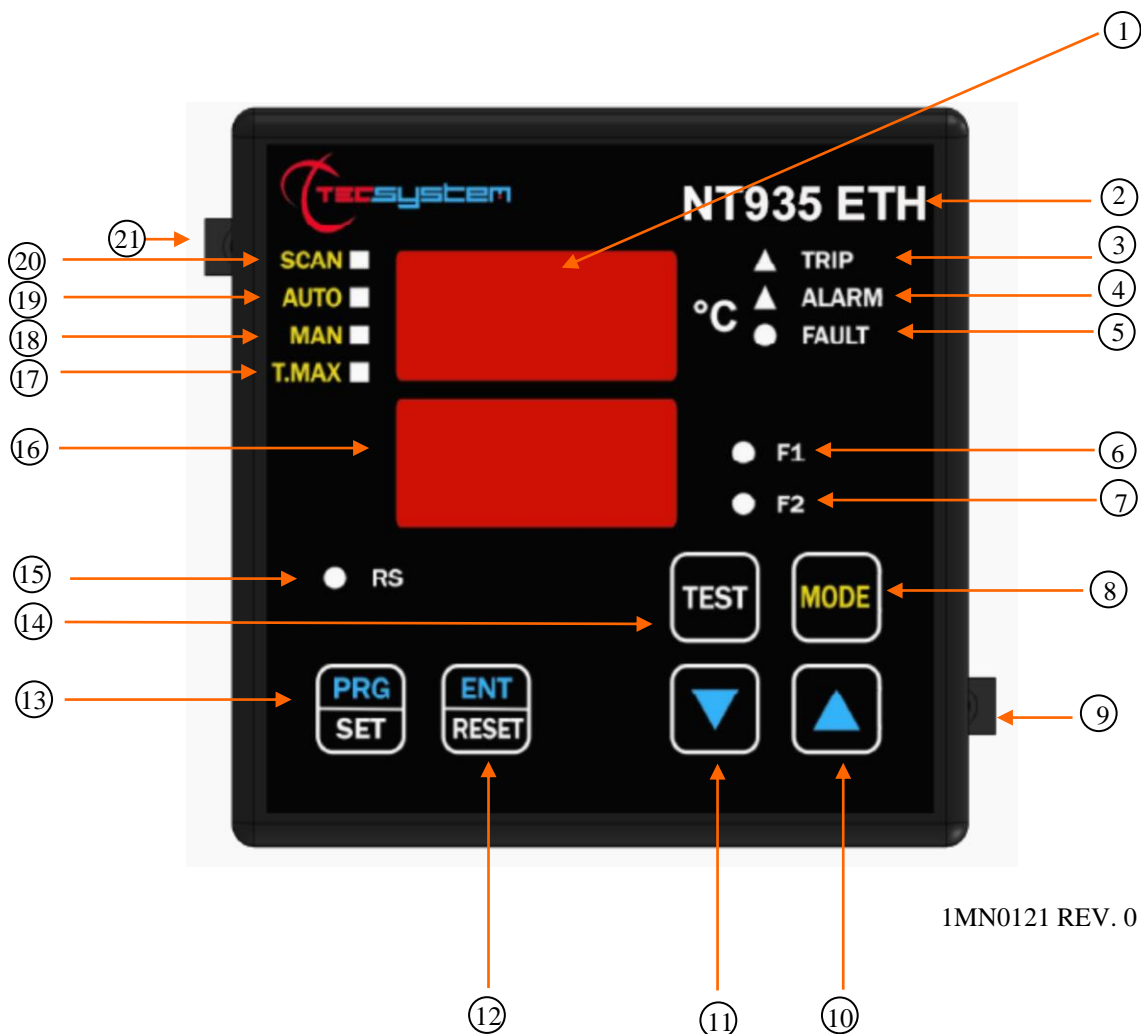 1
TECSYSTEM
NT935 ETH
2
21
20
SCAN
TRIP
3
19
AUTO
°C
ALARM
4
18
MAN
FAULT
5
17
T.MAX
16
F1
6
F2
7
15
RS
14
TEST
MODE
8
13
PRG
SET
ENT
RESET
9
1MN0121 REV. 0
12
11
10